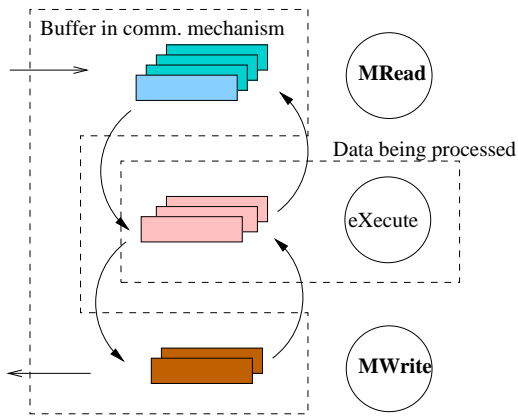 Buffer in comm. mechanism
MRead
Data being processed
eXecute
MWrite